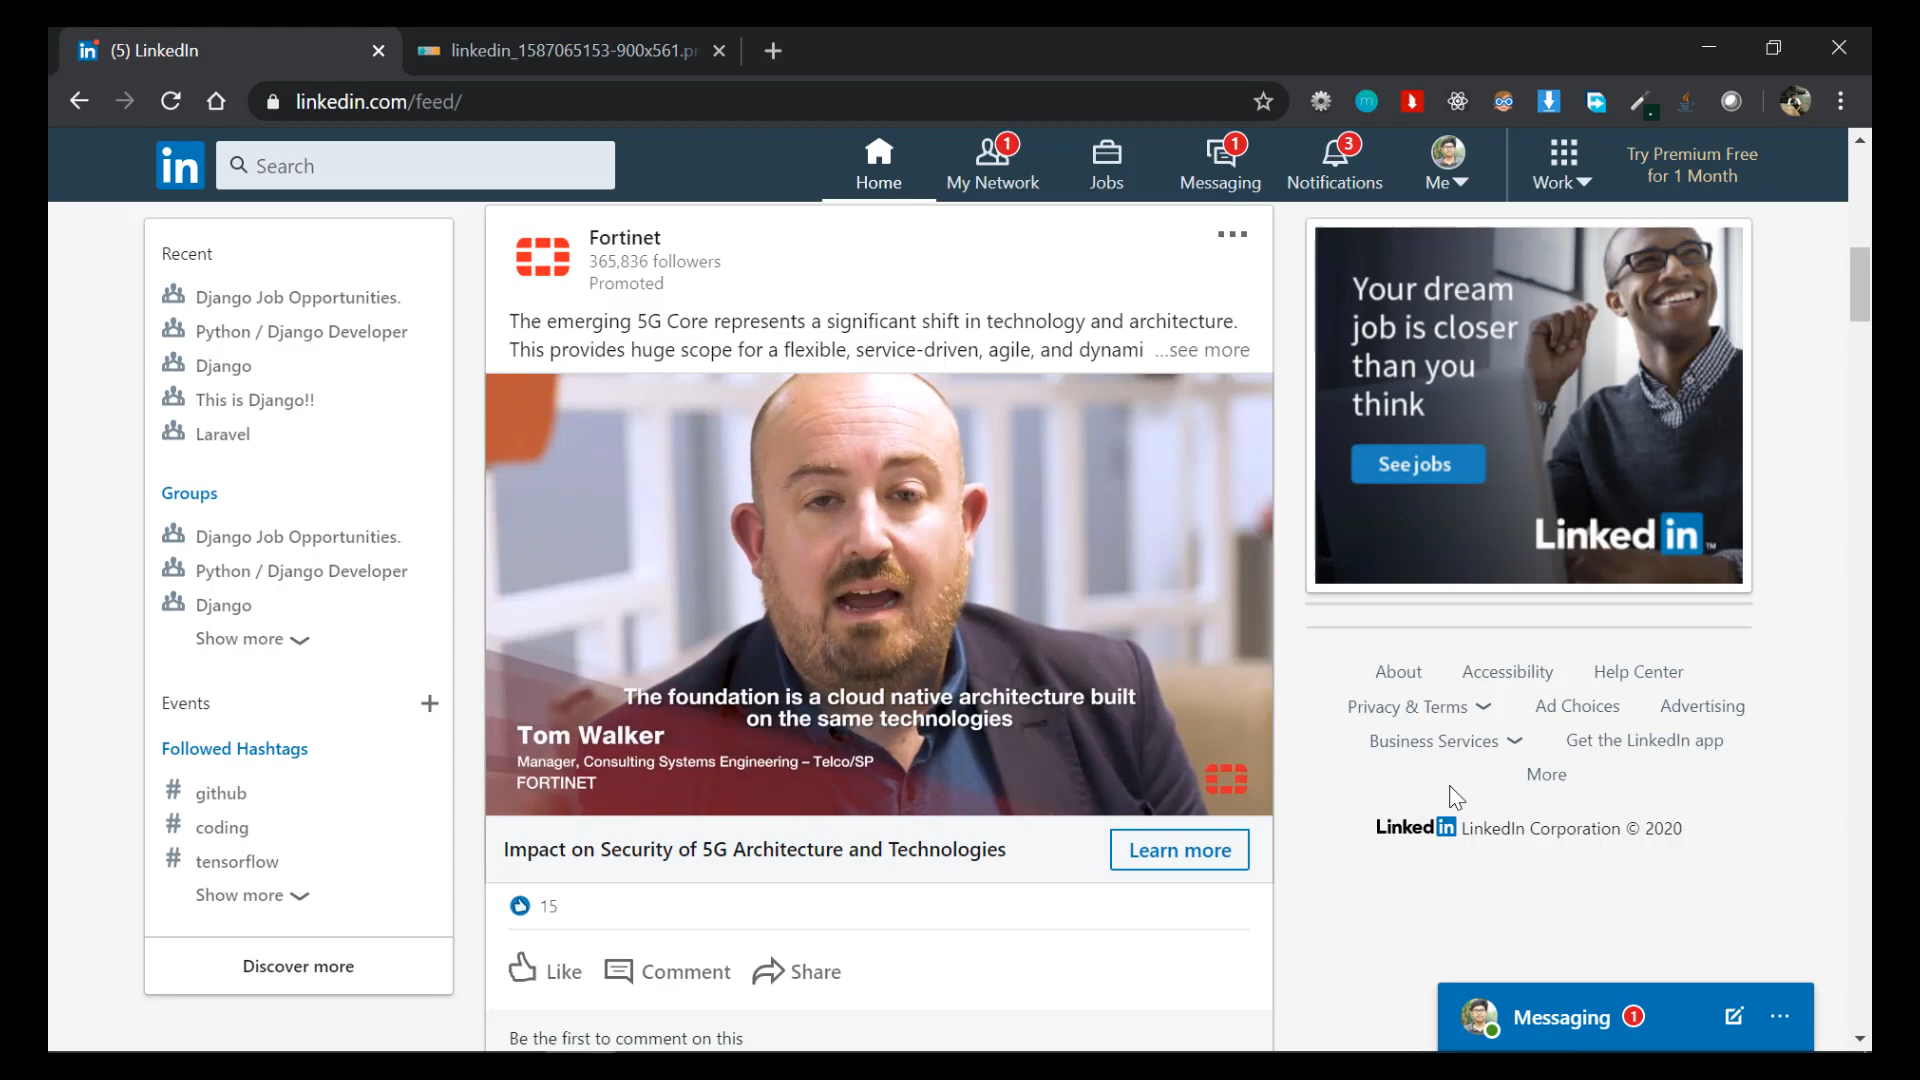 (5) LinkedIn
linkedin_1587065153-900x561.p
linkedin.com/feed/
in
Search
Home
My Network
1
Jobs
Messaging
1
Notifications
3
Me
Work
Try Premium Free
for 1 Month
Recent
Django Job Opportunities.
Python / Django Developer
Django
This is Django!!
Laravel
Groups
Django Job Opportunities.
Python / Django Developer
Django
Show more
Events
Followed Hashtags
# github
# coding
# tensorflow
Show more
Discover more
Fortinet
365,836 followers
Promoted
The emerging 5G Core represents a significant shift in technology and architecture.
This provides huge scope for a flexible, service-driven, agile, and dynami ...see more
The foundation is a cloud native architecture built
on the same technologies
Tom Walker
Manager, Consulting Systems Engineering – Telco/SP
FORTINET
Impact on Security of 5G Architecture and Technologies
Learn more
15
Like
Comment
Share
Be the first to comment on this
Your dream
job is closer
than you
think
See jobs
Linked in
About
Accessibility
Help Center
Privacy & Terms
Ad Choices
Advertising
Business Services
Get the LinkedIn app
More
Linked in LinkedIn Corporation © 2020
Messaging 1